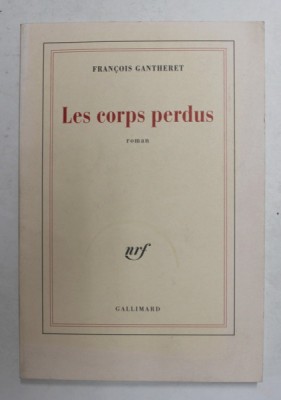 FRANÇOIS GANTHERET
Les corps perdus
roman
nrf
GALLIMARD